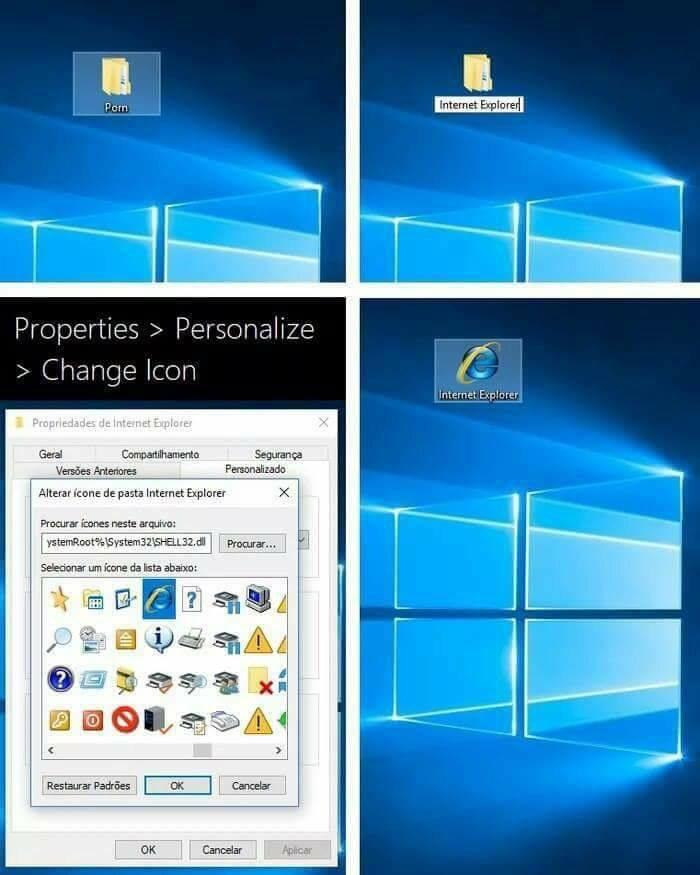 Porn
Internet Explorer
Properties > Personalize
> Change Icon
Propriedades de Internet Explorer
Geral Compartilhamento Segurança
Versões Anteriores Personalizado
Alterar ícone de pasta Internet Explorer
Procurar ícones neste arquivo:
ystemRoot%\System32\SHELL32.dll Procurar...
Selecionar um ícone da lista abaixo:
Restaurar Padrões OK Cancelar
OK Cancelar Aplicar
Internet Explorer